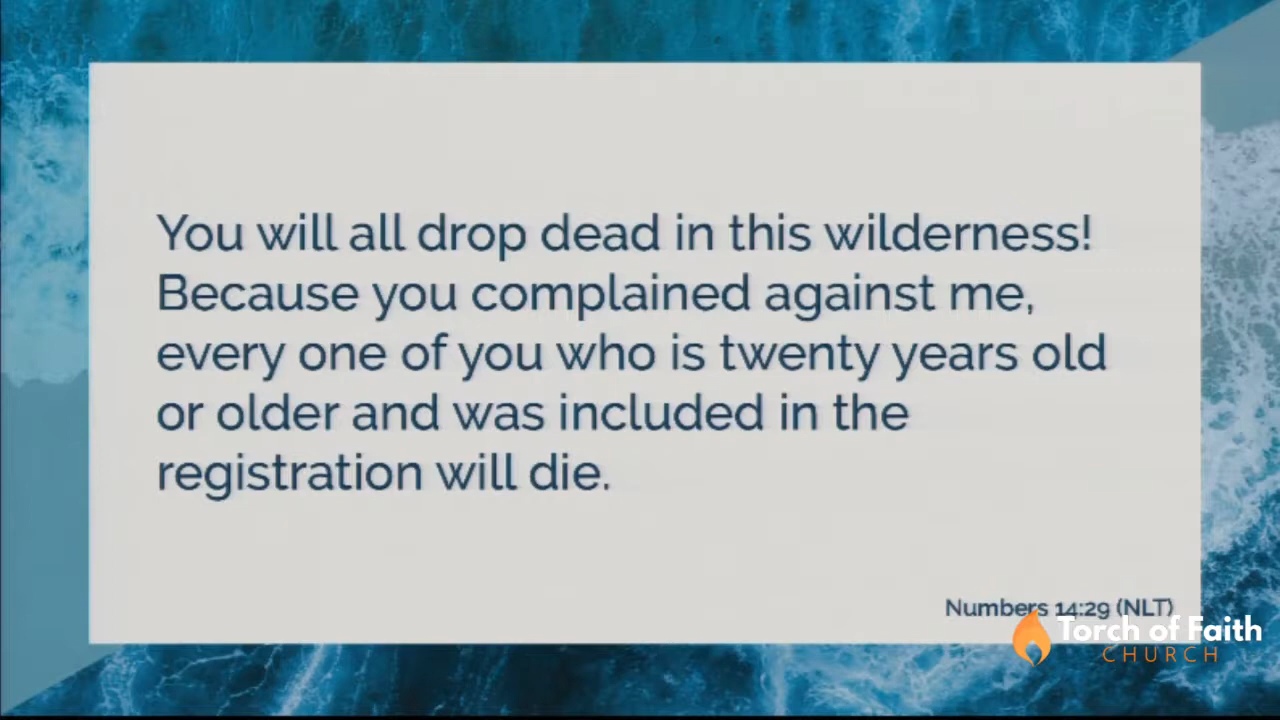 You will all drop dead in this wilderness!
Because you complained against me,
every one of you who is twenty years old
or older and was included in the
registration will die.
Numbers 14:29 (NLT)
Torch of Faith
CHURCH